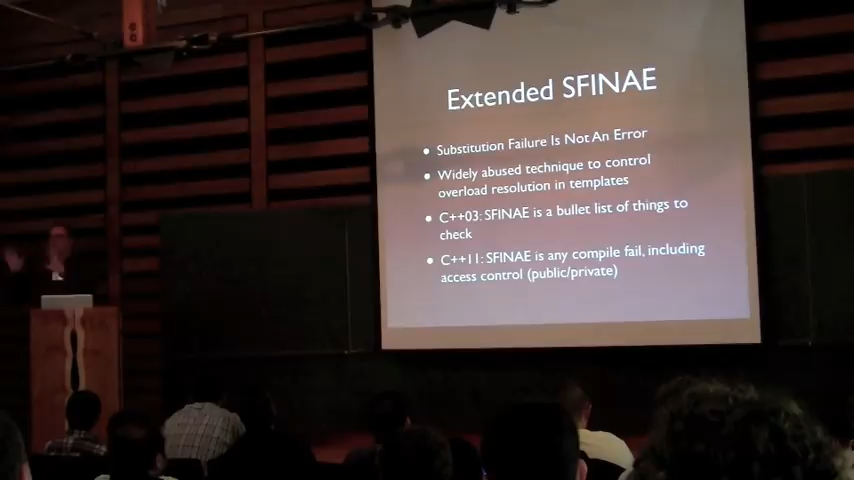 Extended SFINAE
• Substitution Failure Is Not An Error
• Widely abused technique to control
overload resolution in templates
• C++03: SFINAE is a bullet list of things to
check
• C++11: SFINAE is any compile fail, including
access control (public/private)